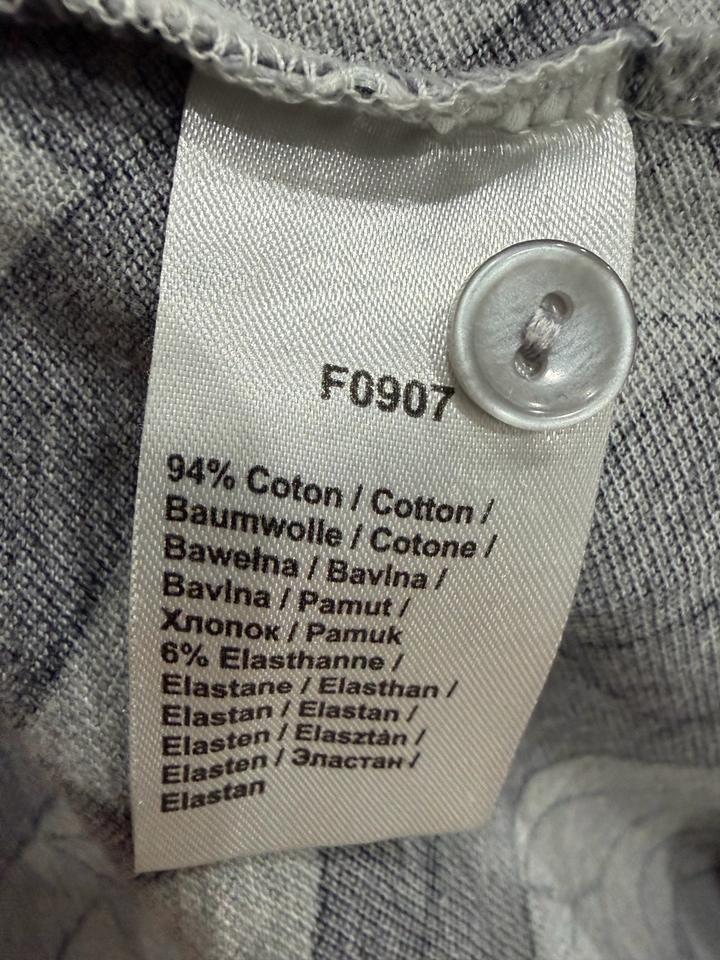 F0907
94% Coton / Cotton /
Baumwolle / Cotone /
Bawełna / Bavlna /
Bavlna / Pamut /
Хлопок / Pamuk
6% Elasthanne /
Elastane / Elasthan /
Elastan / Elastan /
Elasten / Elasztán /
Elasten / Эластан /
Elastan